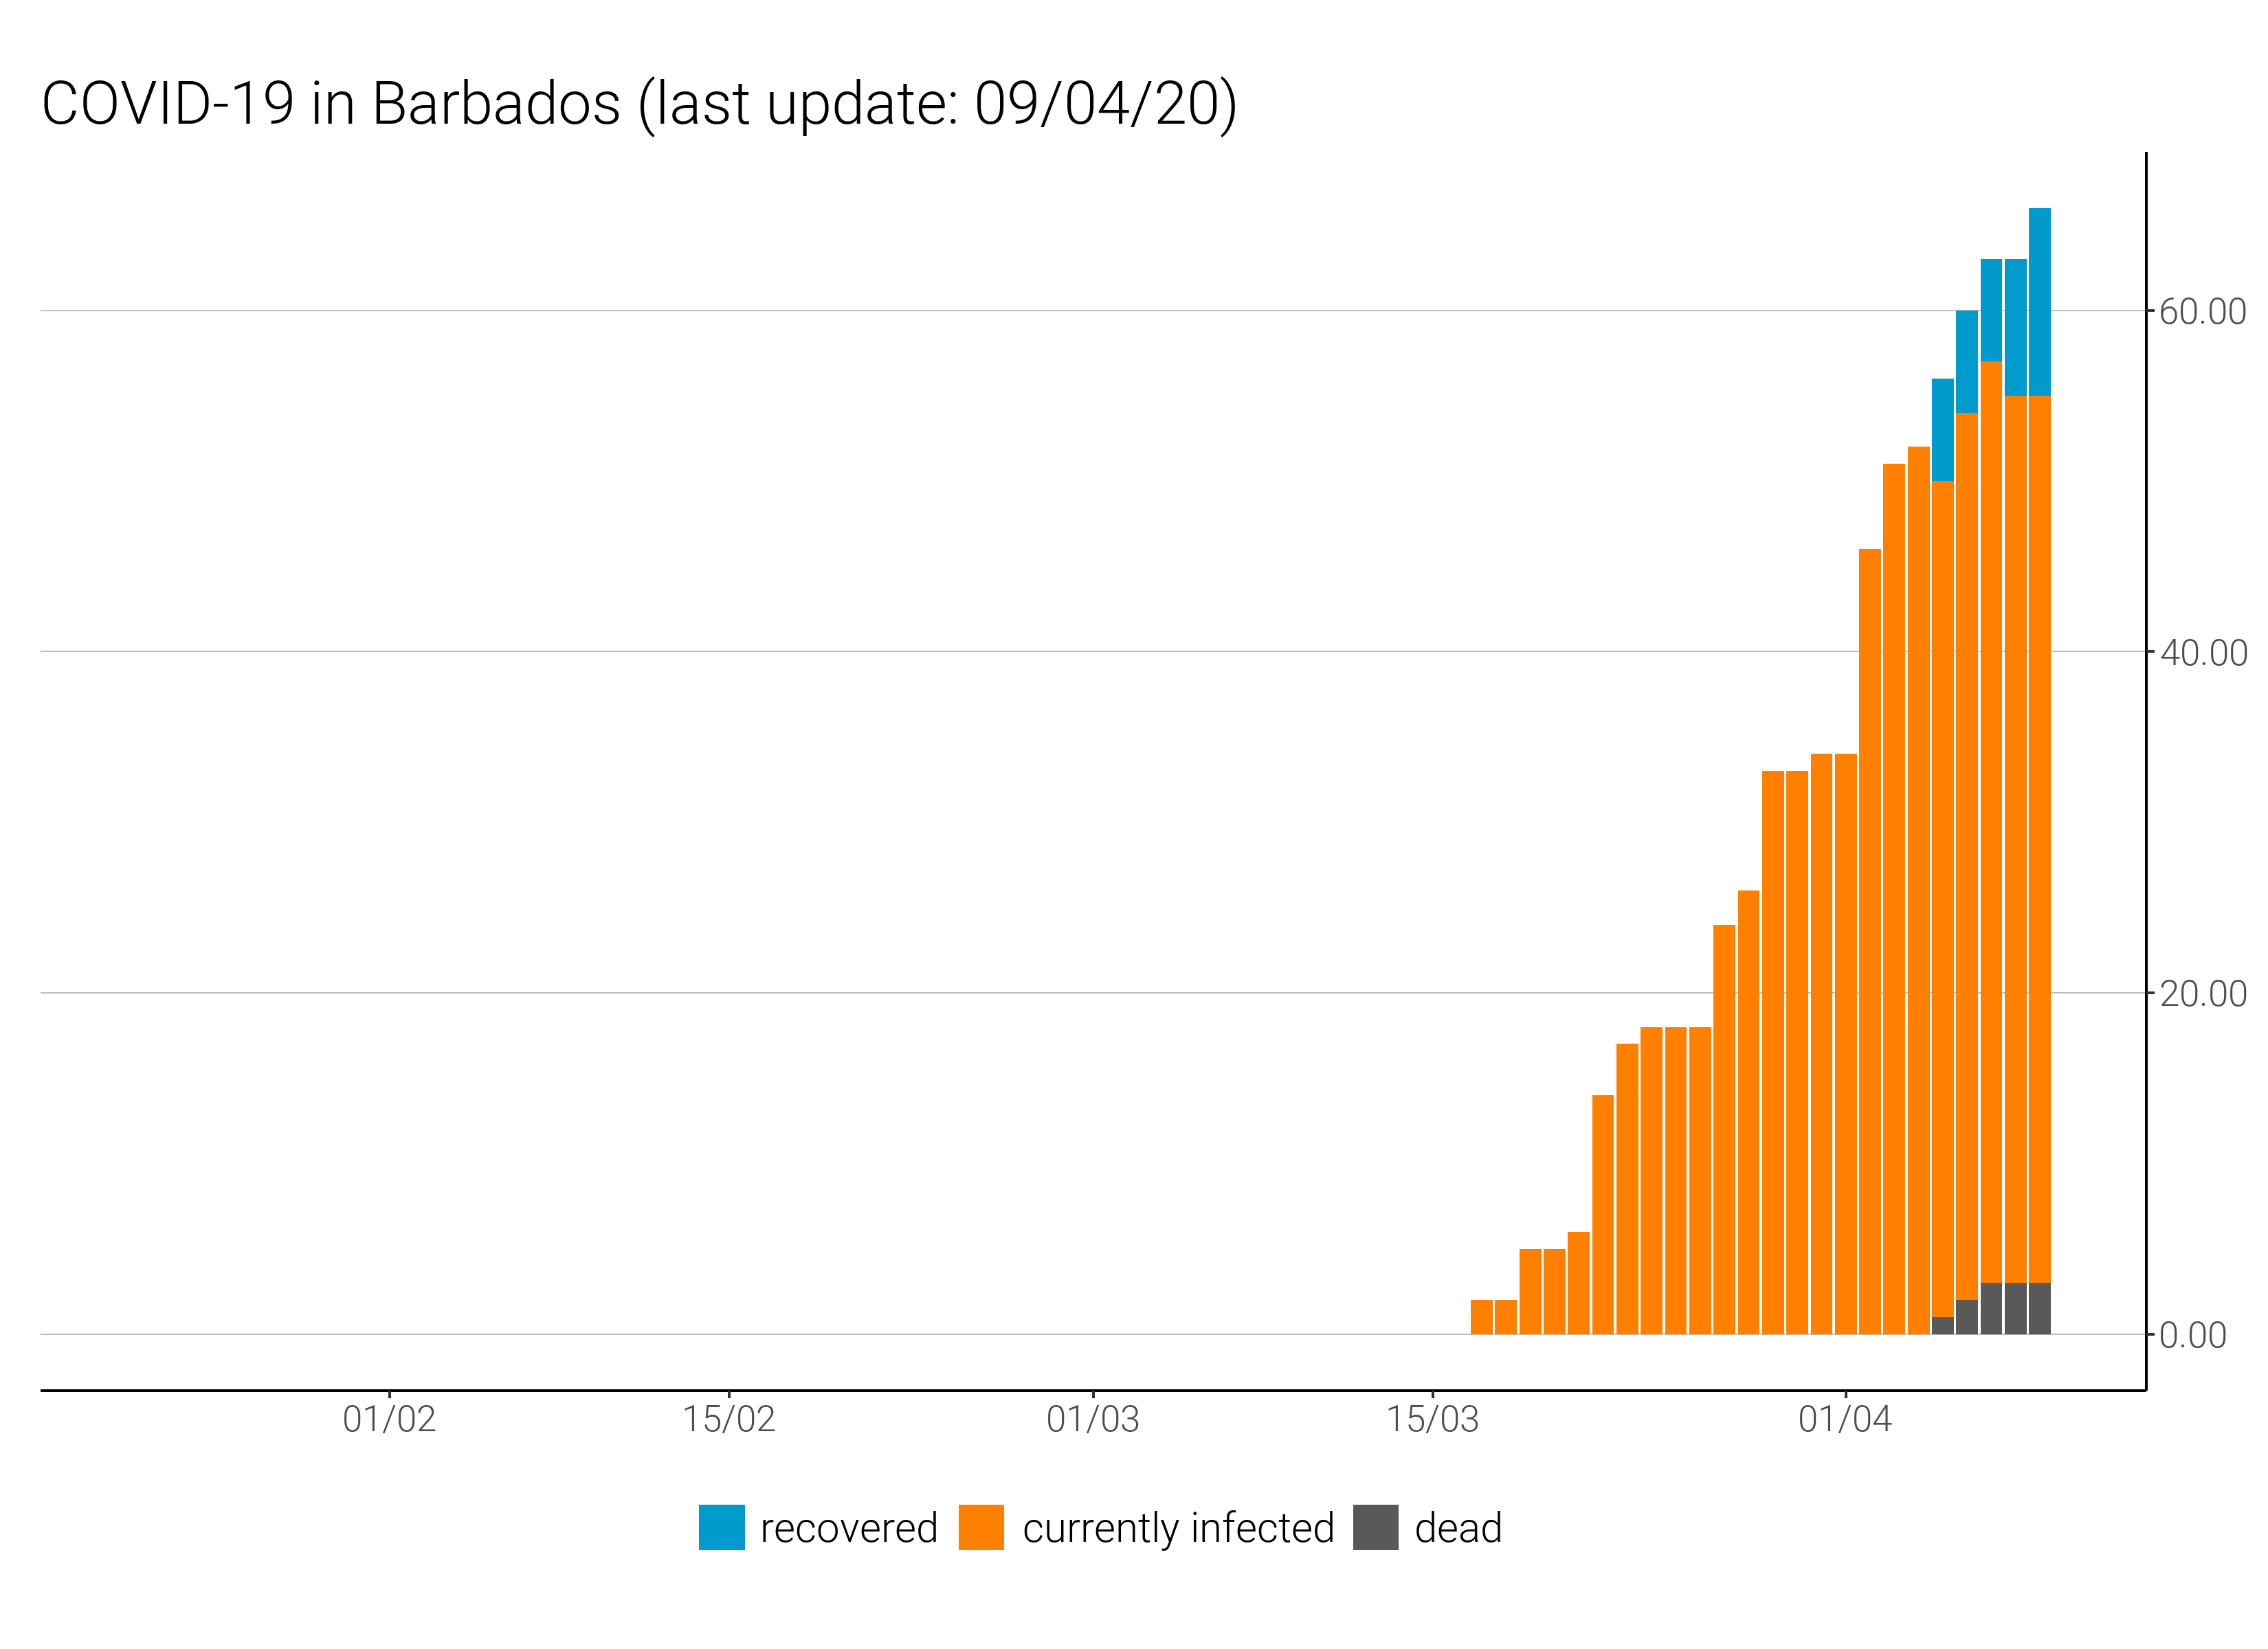 COVID-19 in Barbados (last update: 09/04/20)
60.00
40.00
20.00
0.00
01/02 15/02 01/03 15/03 01/04
recovered currently infected dead